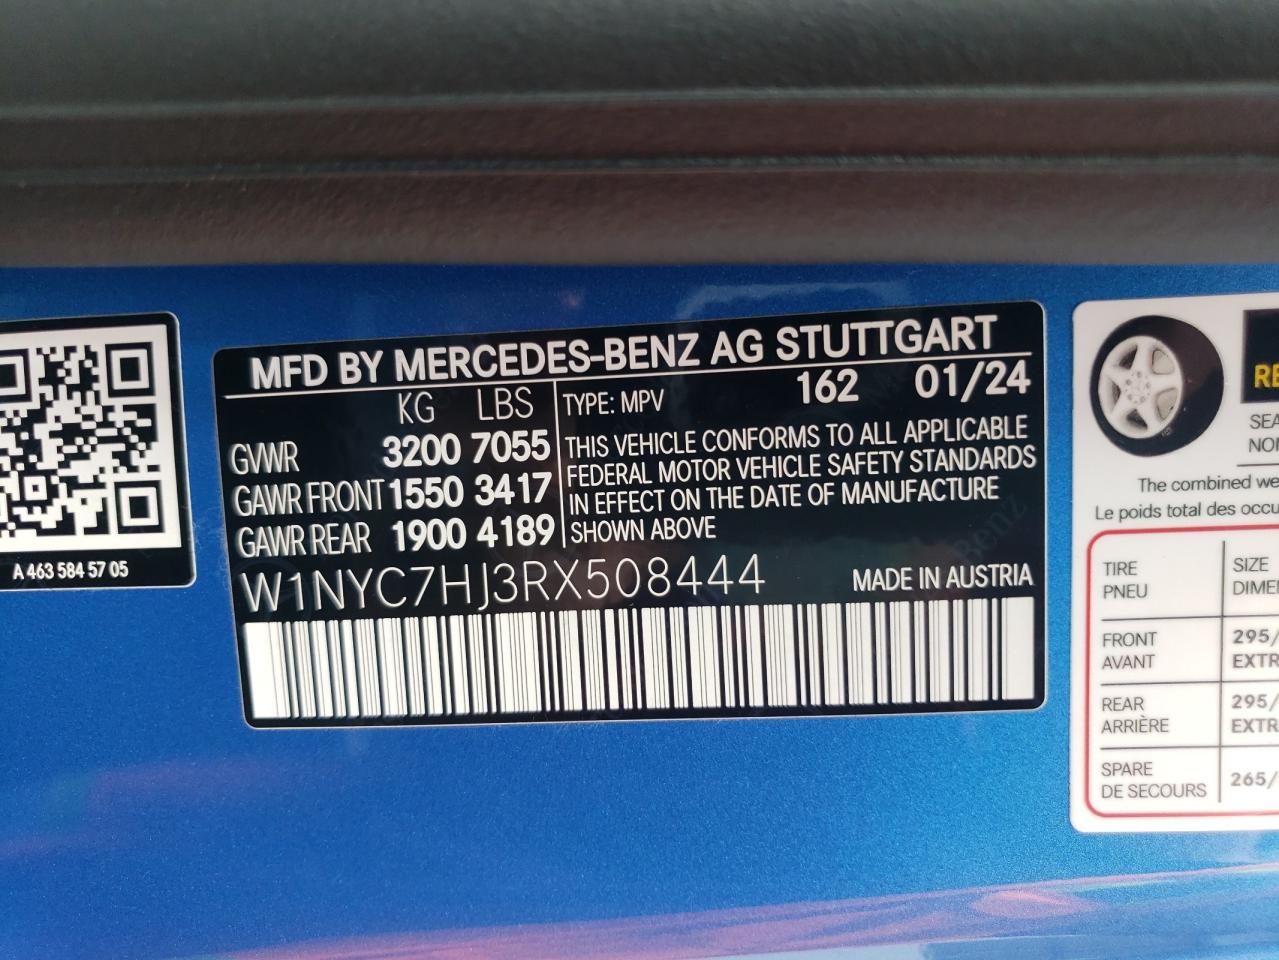 A 463 584 57 05
MFD BY MERCEDES-BENZ AG STUTTGART
KG LBS
GVWR 3200 7055
GAWR FRONT 1550 3417
GAWR REAR 1900 4189
TYPE: MPV 162 01/24
THIS VEHICLE CONFORMS TO ALL APPLICABLE
FEDERAL MOTOR VEHICLE SAFETY STANDARDS
IN EFFECT ON THE DATE OF MANUFACTURE
SHOWN ABOVE
W1NYC7HJ3RX508444 MADE IN AUSTRIA
The combined
Le poids total des
TIRE SIZE
PNEU
FRONT 295/
AVANT
REAR 295/
ARRIÈRE
SPARE 265/
DE SECOURS